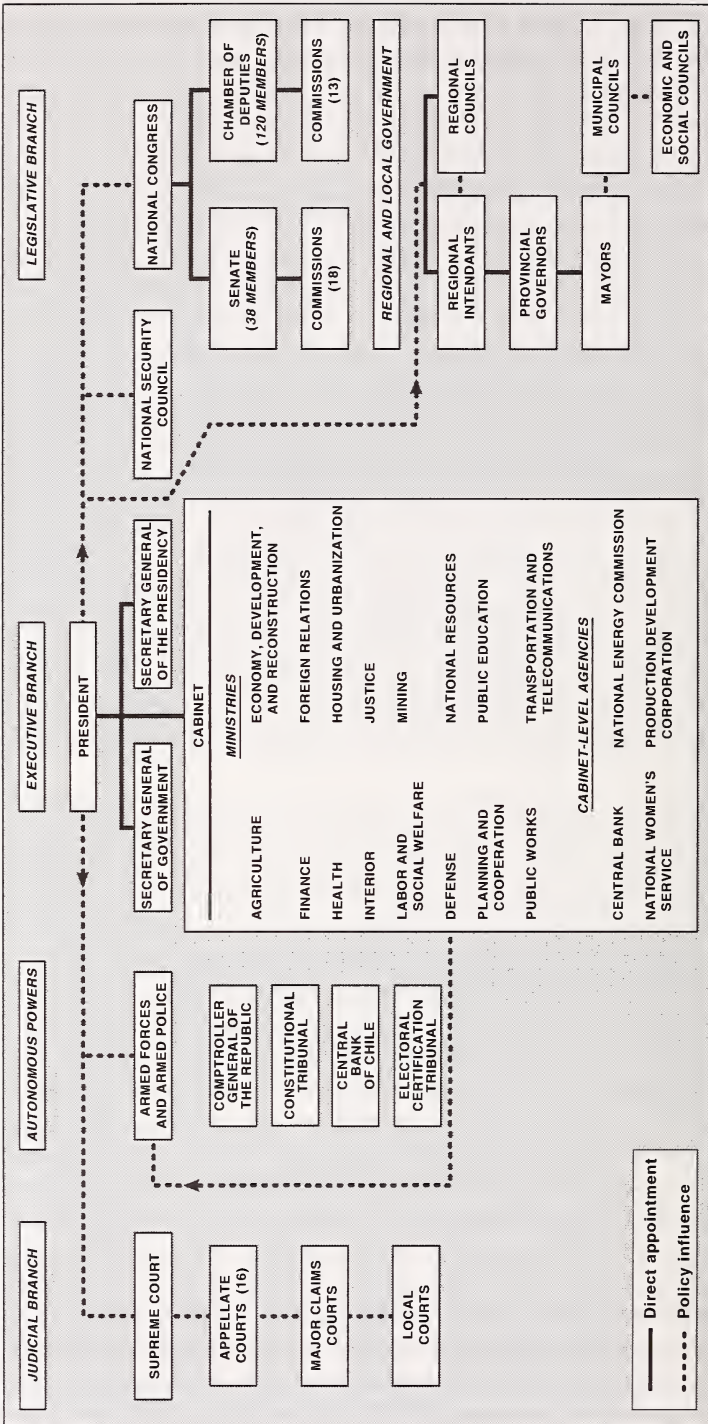 JUDICIAL BRANCH
SUPREME COURT
APPELLATE
COURTS (16)
MAJOR CLAIMS
COURTS
LOCAL
COURTS
AUTONOMOUS POWERS
ARMED FORCES
AND ARMED POLICE
COMPTROLLER
GENERAL OF
THE REPUBLIC
CONSTITUTIONAL
TRIBUNAL
CENTRAL
BANK
OF CHILE
ELECTORAL
CERTIFICATION
TRIBUNAL
EXECUTIVE BRANCH
PRESIDENT
SECRETARY GENERAL
OF GOVERNMENT
SECRETARY GENERAL
OF THE PRESIDENCY
CABINET
MINISTRIES
AGRICULTURE
ECONOMY, DEVELOPMENT,
AND RECONSTRUCTION
FINANCE
FOREIGN RELATIONS
HEALTH
HOUSING AND URBANIZATION
INTERIOR
JUSTICE
LABOR AND
SOCIAL WELFARE
MINING
DEFENSE
NATIONAL RESOURCES
PLANNING AND
COOPERATION
PUBLIC EDUCATION
PUBLIC WORKS
TRANSPORTATION AND
TELECOMMUNICATIONS
CABINET-LEVEL AGENCIES
CENTRAL BANK
NATIONAL ENERGY COMMISSION
NATIONAL WOMEN'S
SERVICE
PRODUCTION DEVELOPMENT
CORPORATION
NATIONAL SECURITY
COUNCIL
LEGISLATIVE BRANCH
NATIONAL CONGRESS
SENATE
(38 MEMBERS)
COMMISSIONS
(18)
CHAMBER OF
DEPUTIES
(120 MEMBERS)
COMMISSIONS
(13)
REGIONAL AND LOCAL GOVERNMENT
REGIONAL
INTENDANTS
REGIONAL
COUNCILS
PROVINCIAL
GOVERNORS
MAYORS
MUNICIPAL
COUNCILS
ECONOMIC AND
SOCIAL COUNCILS
Direct appointment
Policy influence